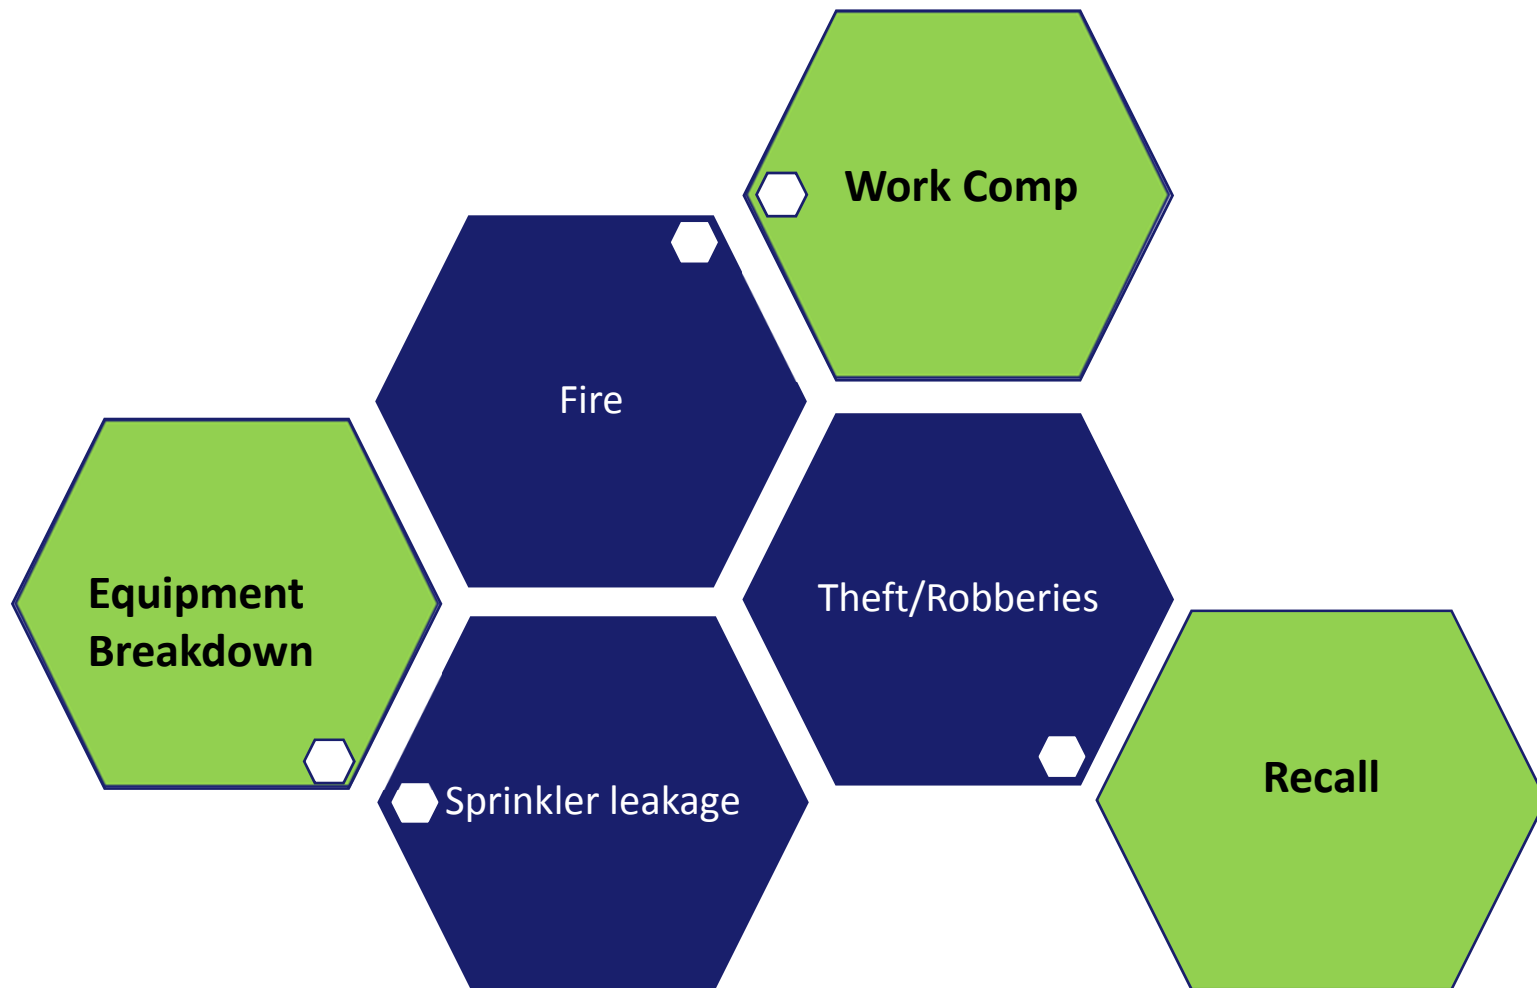 Work Comp
Fire
Equipment
Breakdown
Theft/Robberies
Sprinkler leakage
Recall